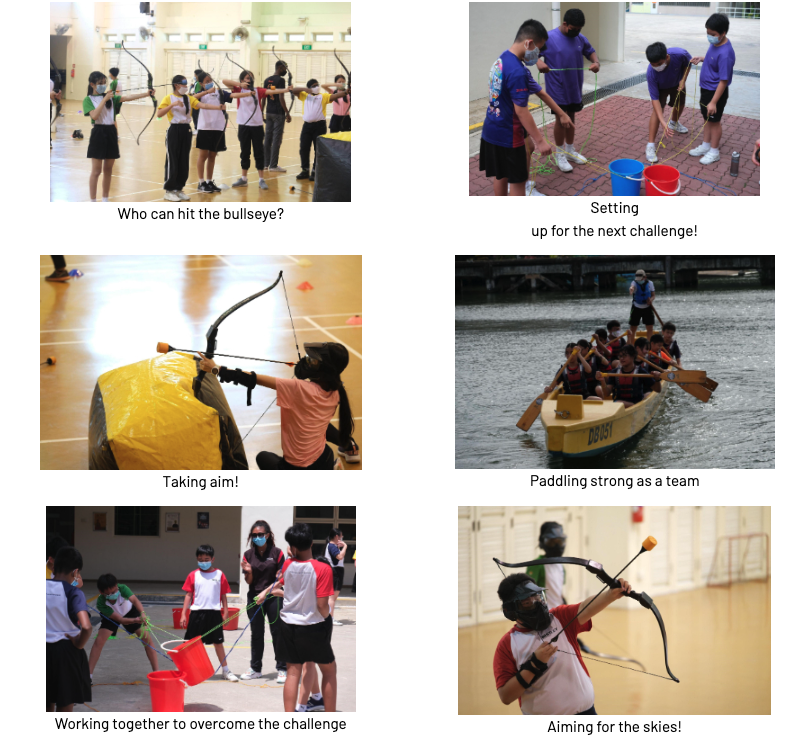 Who can hit the bullseye?
Setting
up for the next challenge!
DB051
Taking aim!
Paddling strong as a team
Working together to overcome the challenge
Aiming for the skies!